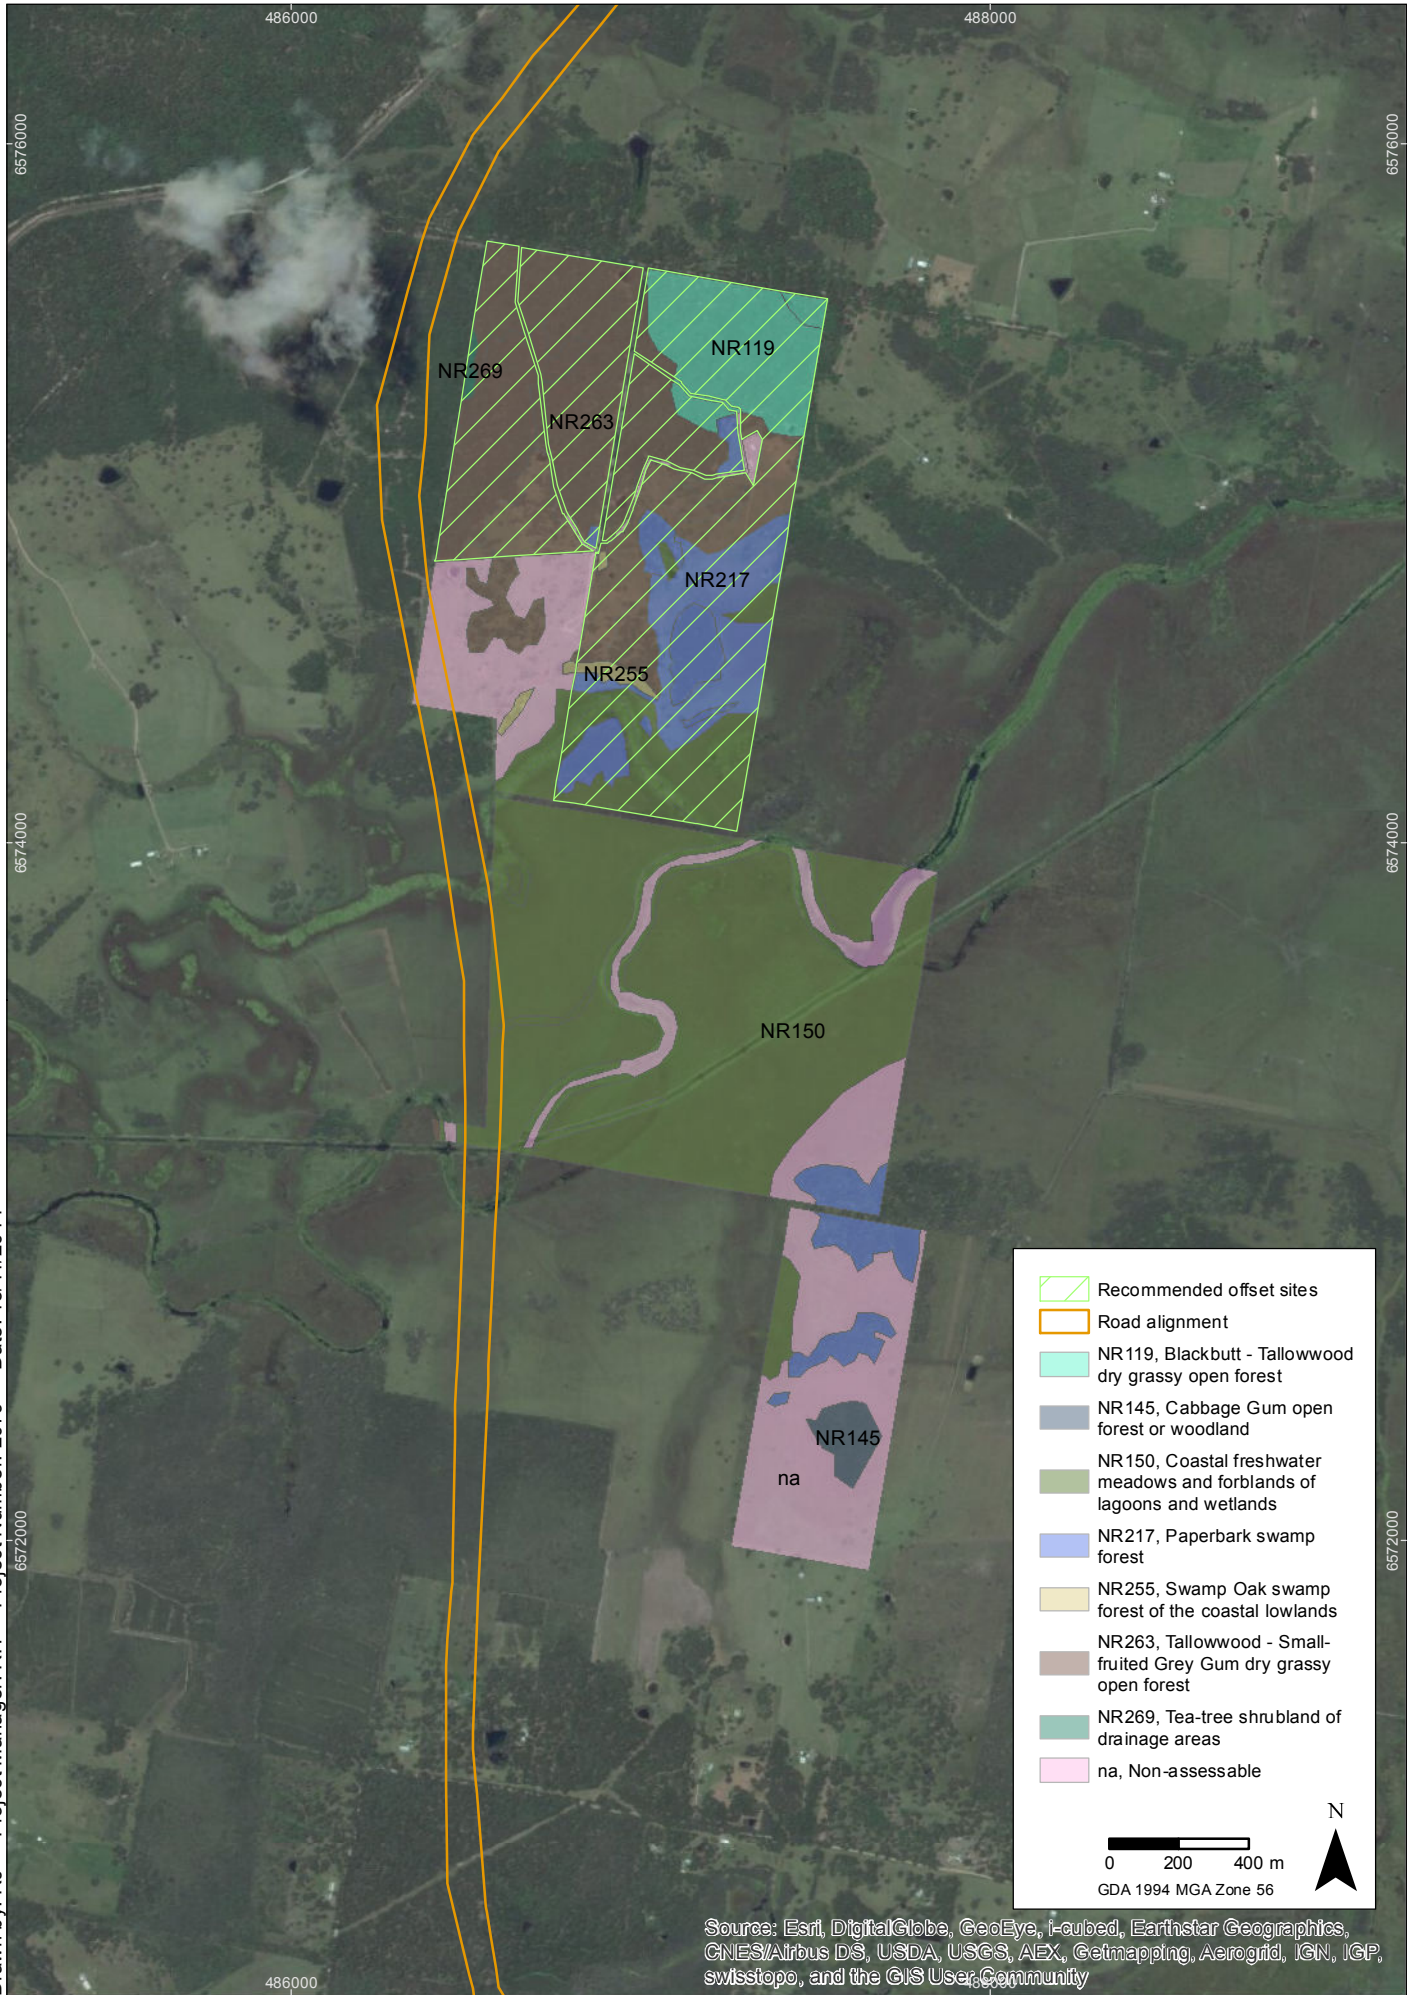 486000
488000
6576000
6576000
NR119
NR269
NR263
NR217
NR255
6574000
6574000
NR150
NR145
na
6572000
6572000
Recommended offset sites
Road alignment
NR119, Blackbutt - Tallowwood
dry grassy open forest
NR145, Cabbage Gum open
forest or woodland
NR150, Coastal freshwater
meadows and forblands of
lagoons and wetlands
NR217, Paperbark swamp
forest
NR255, Swamp Oak swamp
forest of the coastal lowlands
NR263, Tallowwood - Small-
fruited Grey Gum dry grassy
open forest
NR269, Tea-tree shrubland of
drainage areas
na, Non-assessable
N
0 200 400 m
GDA 1994 MGA Zone 56
Source: Esri, DigitalGlobe, GeoEye, i-cubed, Earthstar Geographics,
CNES/Airbus DS, USDA, USGS, AEX, Getmapping, Aerogrid, IGN, IGP,
swisstopo, and the GIS User Community
486000
488000